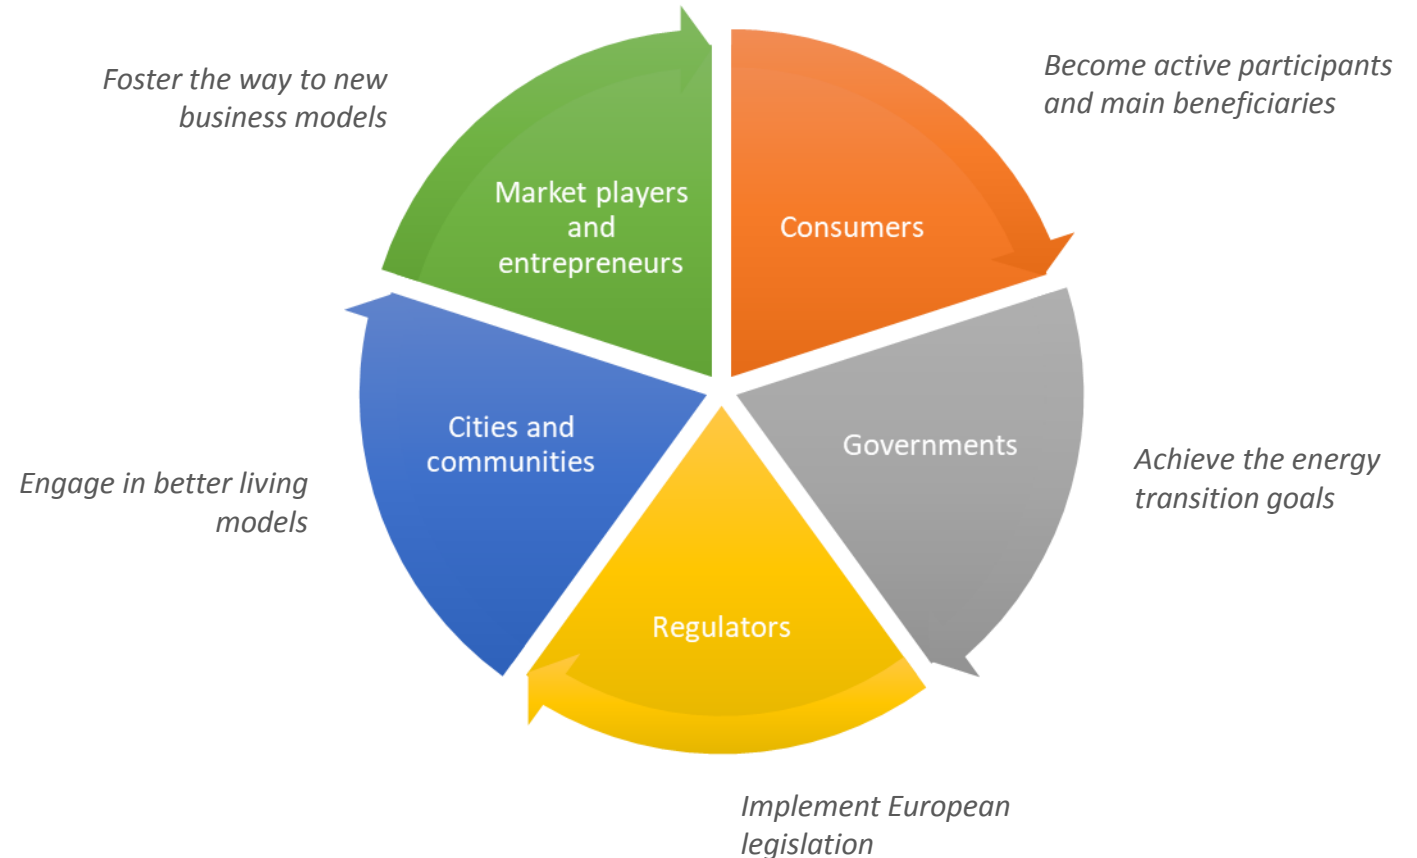 Foster the way to new
business models
Become active participants
and main beneficiaries
Market players
and
entrepreneurs
Consumers
Cities and
communities
Governments
Engage in better living
models
Achieve the energy
transition goals
Regulators
Implement European
legislation